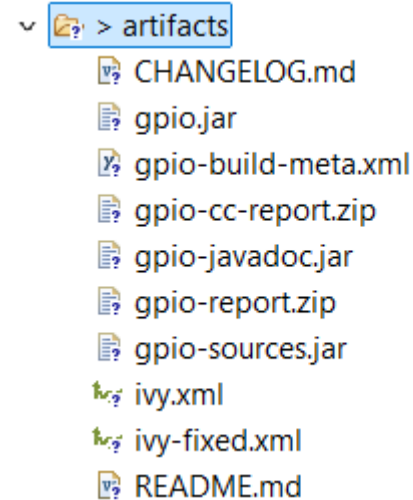 > artifacts
CHANGELOG.md
gpio.jar
gpio-build-meta.xml
gpio-cc-report.zip
gpio-javadoc.jar
gpio-report.zip
gpio-sources.jar
ivy.xml
ivy-fixed.xml
README.md